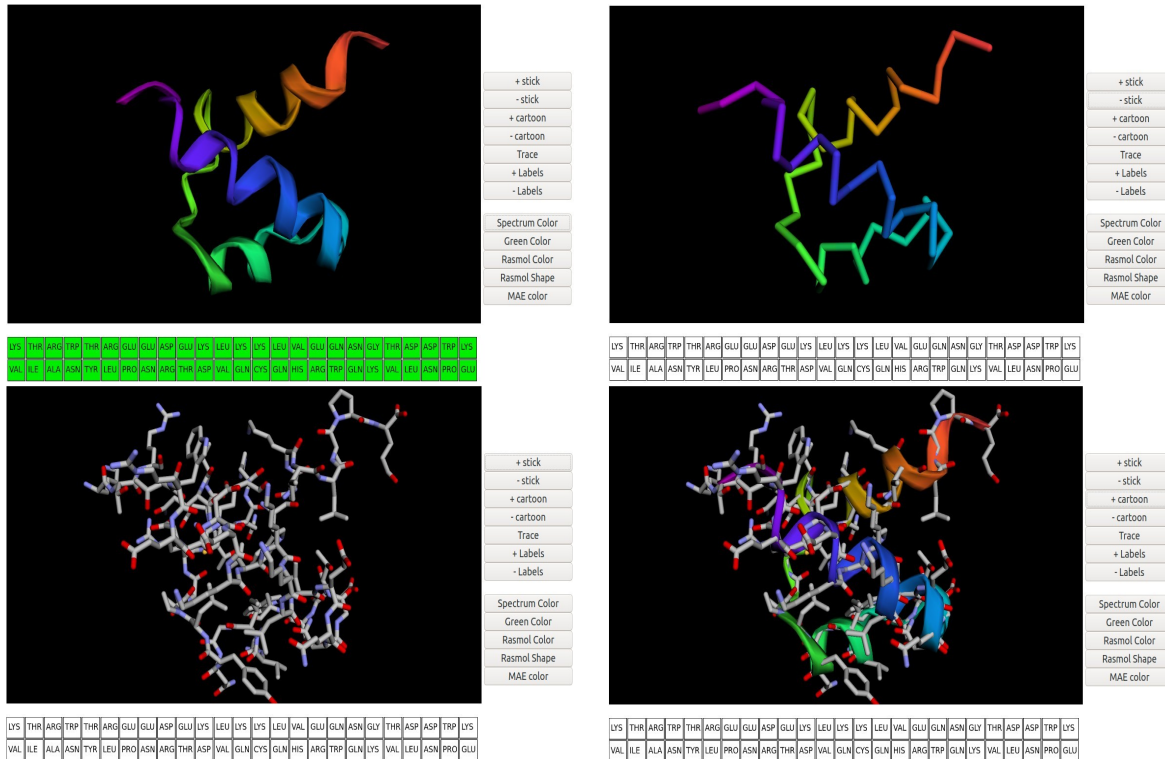 + stick
- stick
+ cartoon
- cartoon
Trace
+ Labels
- Labels
Spectrum Color
Green Color
Rasmol Color
Rasmol Shape
MAE color
LYS THR ARG TRP THR ARG GLU GLU ASP GLU LYS LEU LYS LYS LEU VAL GLU GLN ASN GLY THR ASP ASP TRP LYS
VAL ILE ALA ASN TYR LEU PRO ASN ARG THR ASP VAL GLN CYS GLN HIS ARG TRP GLN LYS VAL LEU ASN PRO GLU
+ stick
- stick
+ cartoon
- cartoon
Trace
+ Labels
- Labels
Spectrum Color
Green Color
Rasmol Color
Rasmol Shape
MAE color
LYS THR ARG TRP THR ARG GLU GLU ASP GLU LYS LEU LYS LYS LEU VAL GLU GLN ASN GLY THR ASP ASP TRP LYS
VAL ILE ALA ASN TYR LEU PRO ASN ARG THR ASP VAL GLN CYS GLN HIS ARG TRP GLN LYS VAL LEU ASN PRO GLU
+ stick
- stick
+ cartoon
- cartoon
Trace
+ Labels
- Labels
Spectrum Color
Green Color
Rasmol Color
Rasmol Shape
MAE color
LYS THR ARG TRP THR ARG GLU GLU ASP GLU LYS LEU LYS LYS LEU VAL GLU GLN ASN GLY THR ASP ASP TRP LYS
VAL ILE ALA ASN TYR LEU PRO ASN ARG THR ASP VAL GLN CYS GLN HIS ARG TRP GLN LYS VAL LEU ASN PRO GLU
+ stick
- stick
+ cartoon
- cartoon
Trace
+ Labels
- Labels
Spectrum Color
Green Color
Rasmol Color
Rasmol Shape
MAE color
LYS THR ARG TRP THR ARG GLU GLU ASP GLU LYS LEU LYS LYS LEU VAL GLU GLN ASN GLY THR ASP ASP TRP LYS
VAL ILE ALA ASN TYR LEU PRO ASN ARG THR ASP VAL GLN CYS GLN HIS ARG TRP GLN LYS VAL LEU ASN PRO GLU